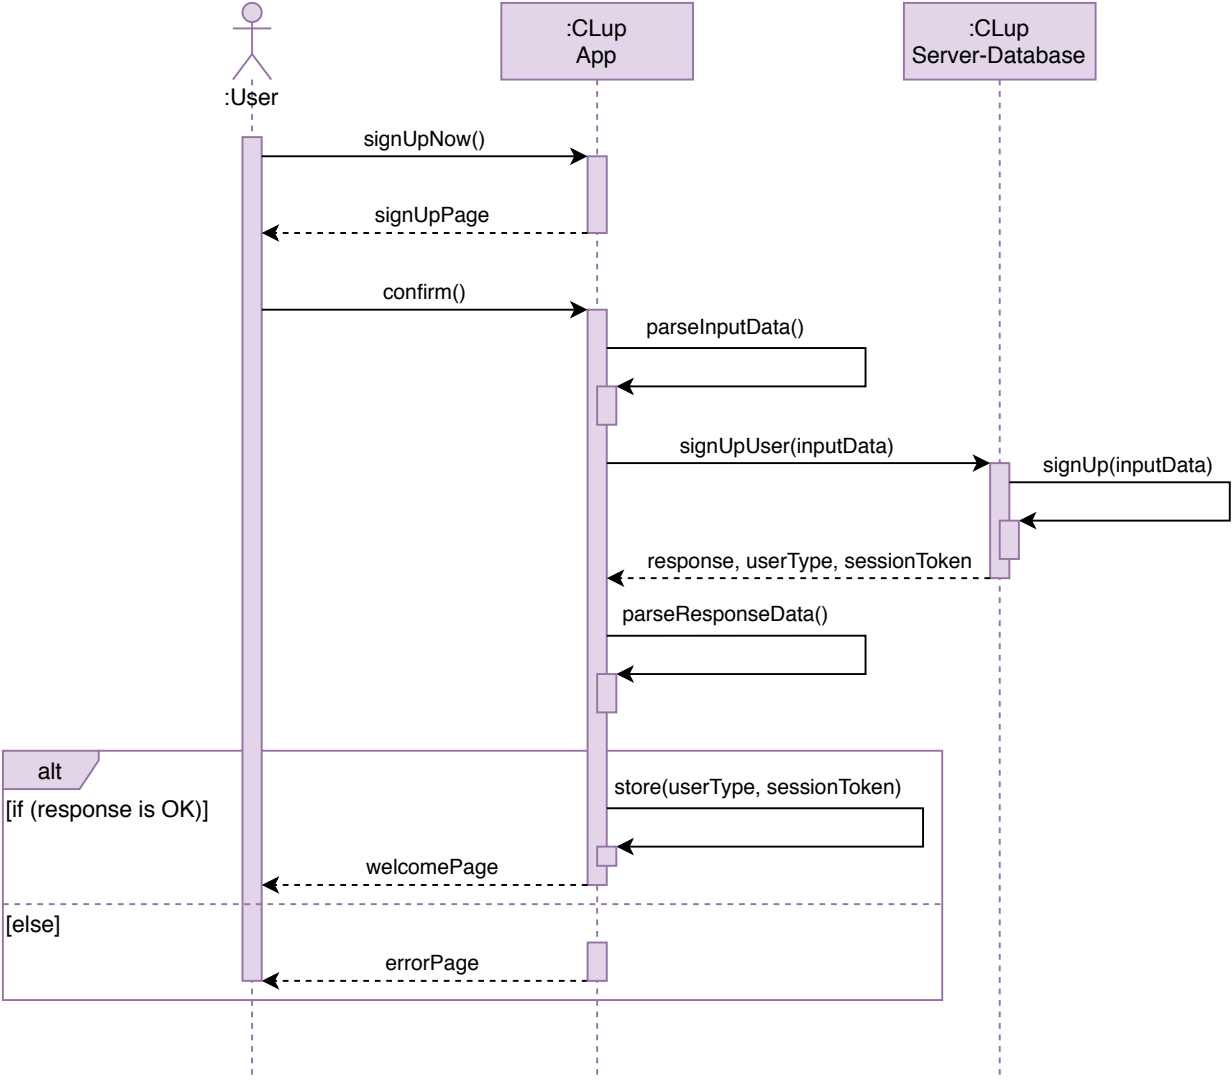 :User
:CLup
App
:CLup
Server-Database
signUpNow()
signUpPage
confirm()
parseInputData()
signUpUser(inputData)
signUp(inputData)
response, userType, sessionToken
parseResponseData()
alt
[if (response is OK)]
store(userType, sessionToken)
welcomePage
[else]
errorPage